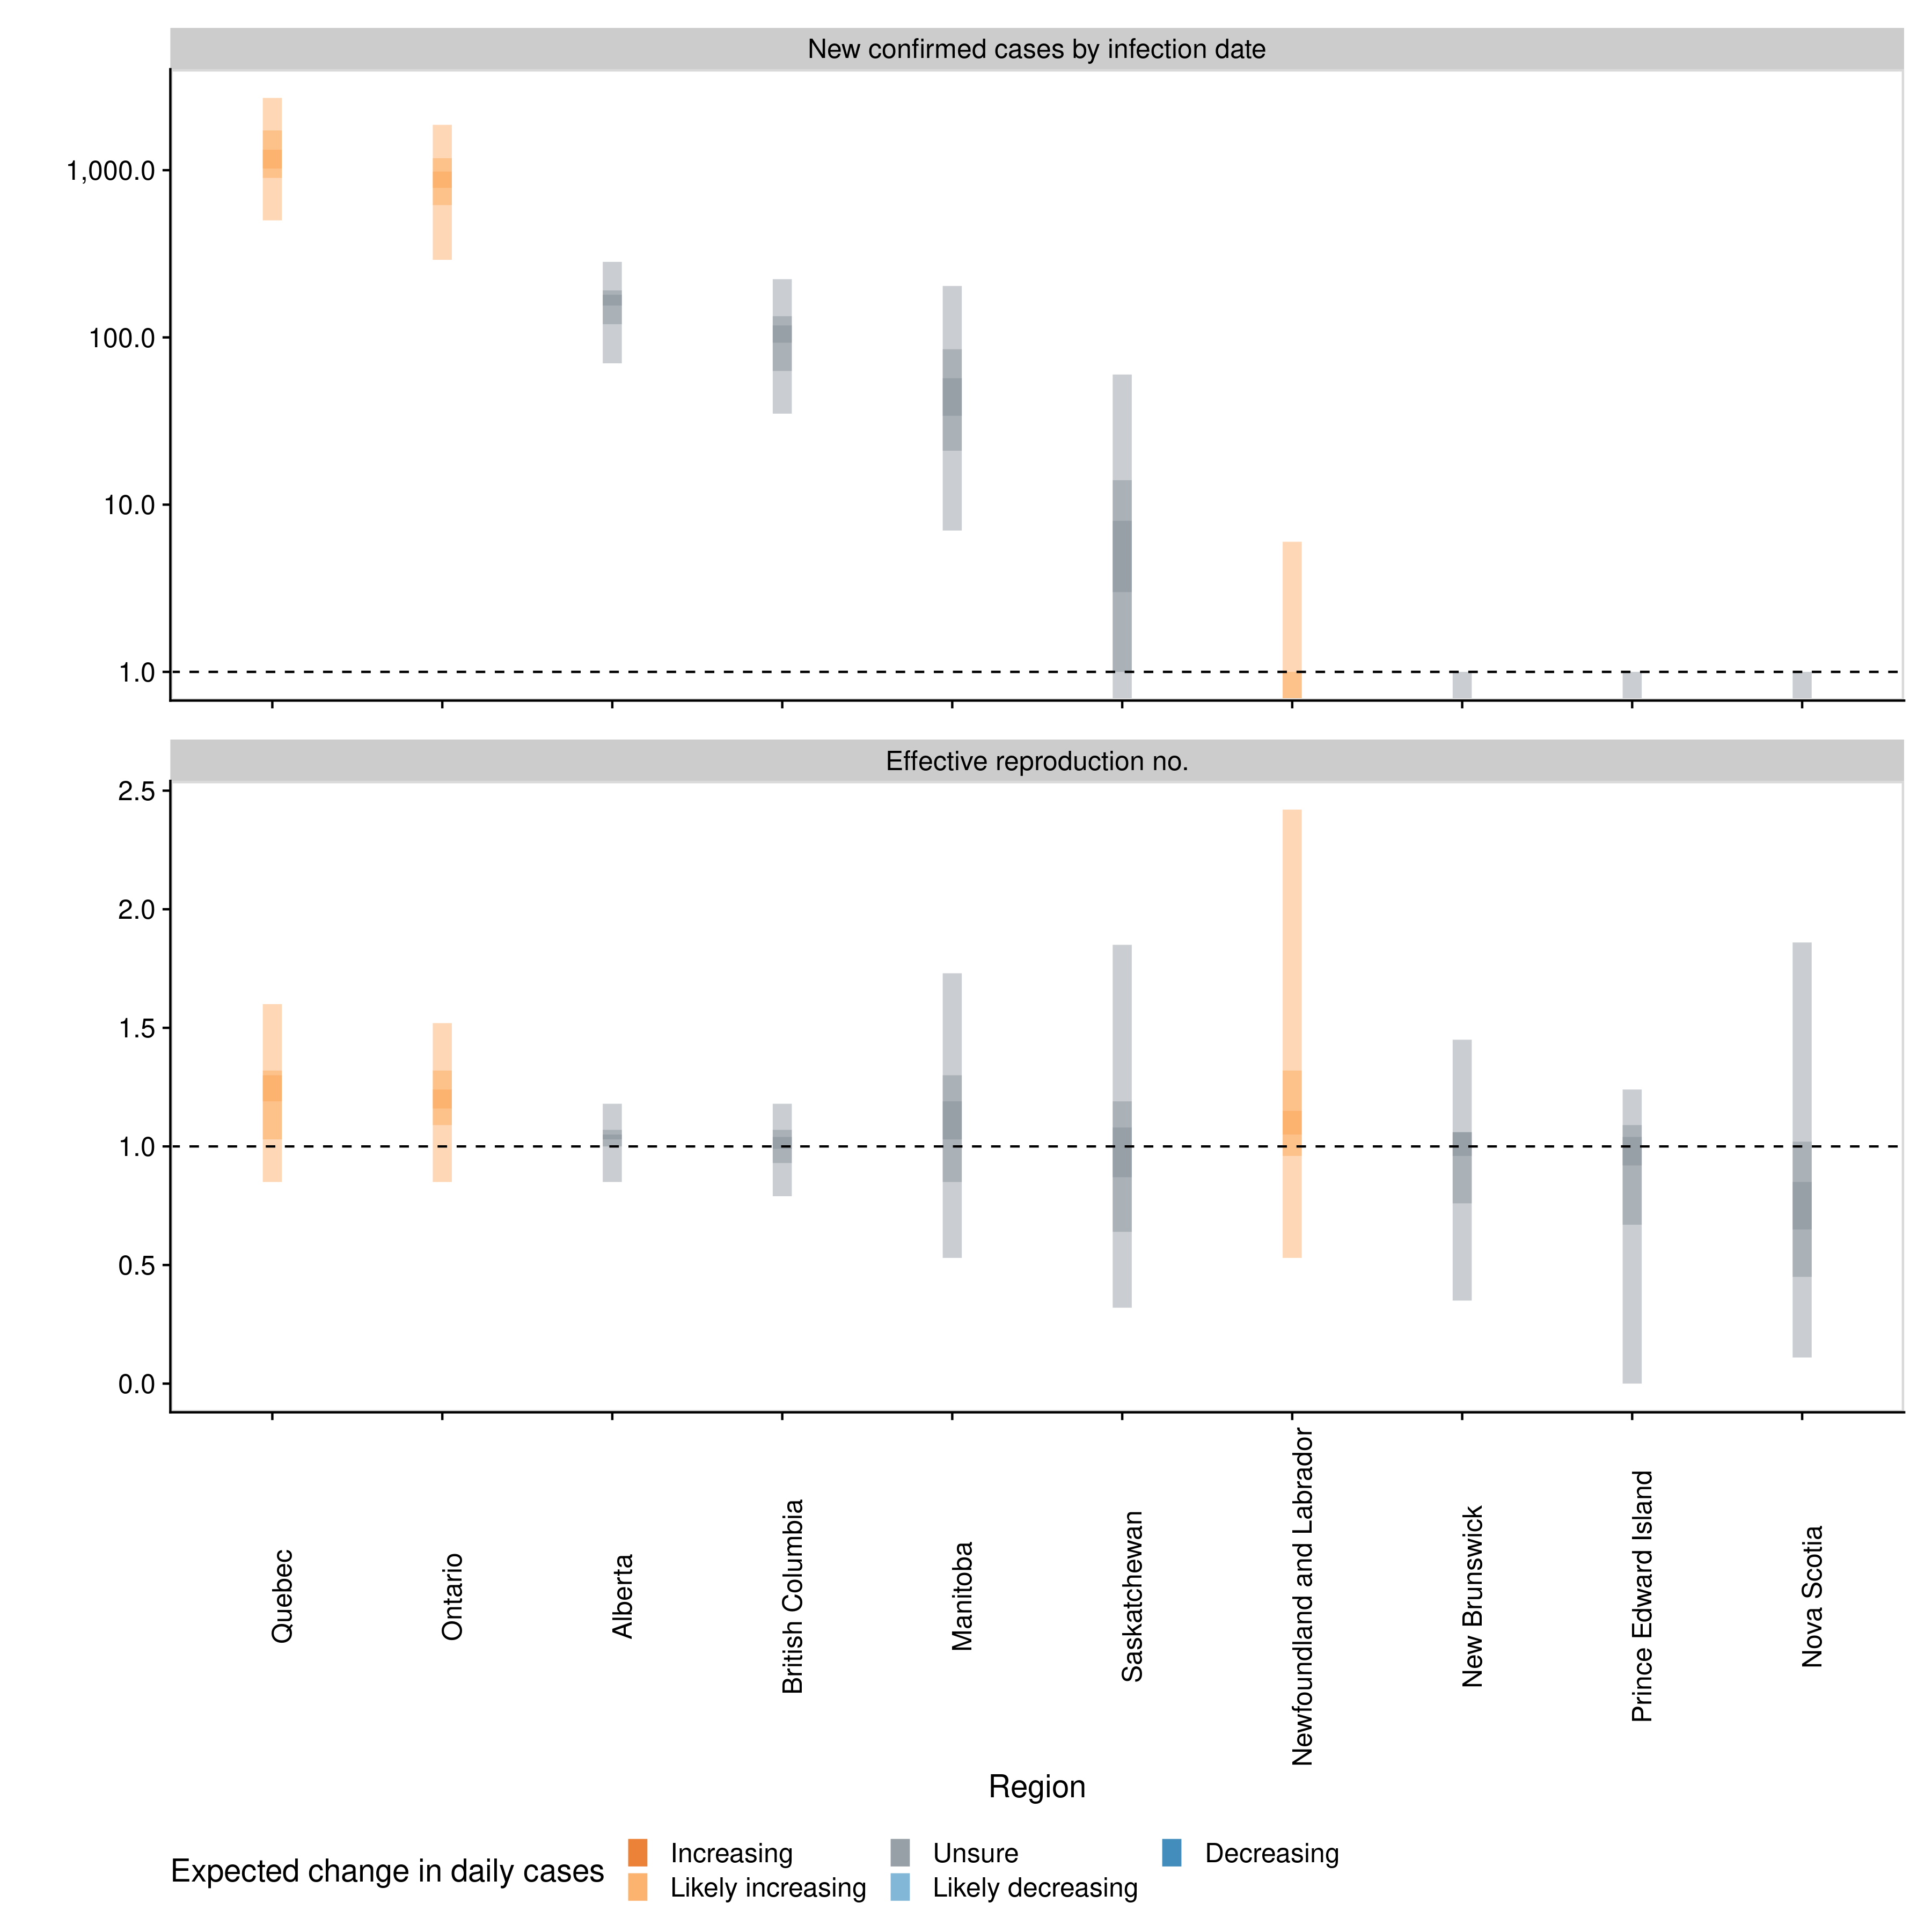 New confirmed cases by infection date
1,000.0
100.0
10.0
1.0
Effective reproduction no.
2.5
2.0
1.5
1.0
0.5
0.0
Quebec
Ontario
Alberta
British Columbia
Manitoba
Saskatchewan
Newfoundland and Labrador
New Brunswick
Prince Edward Island
Nova Scotia
Region
Expected change in daily cases
Increasing
Likely increasing
Unsure
Likely decreasing
Decreasing